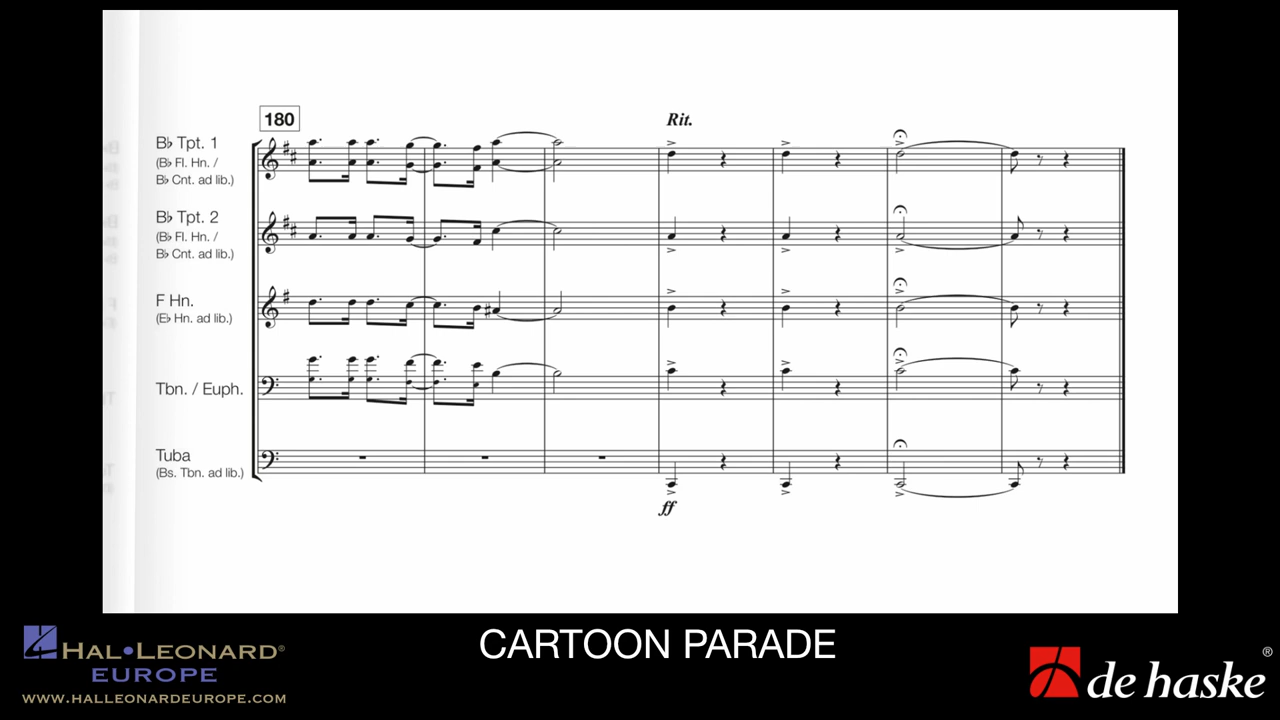 180
Rit.
B♭ Tpt. 1
(B♭ Fl. Hn. /
B♭ Cnt. ad lib.)
B♭ Tpt. 2
(B♭ Fl. Hn. /
B♭ Cnt. ad lib.)
F Hn.
(E♭ Hn. ad lib.)
Tbn. / Euph.
Tuba
(Bs. Tbn. ad lib.)
ff
HAL•LEONARD®
EUROPE
WWW.HALLEONARDEUROPE.COM
CARTOON PARADE
de haske®